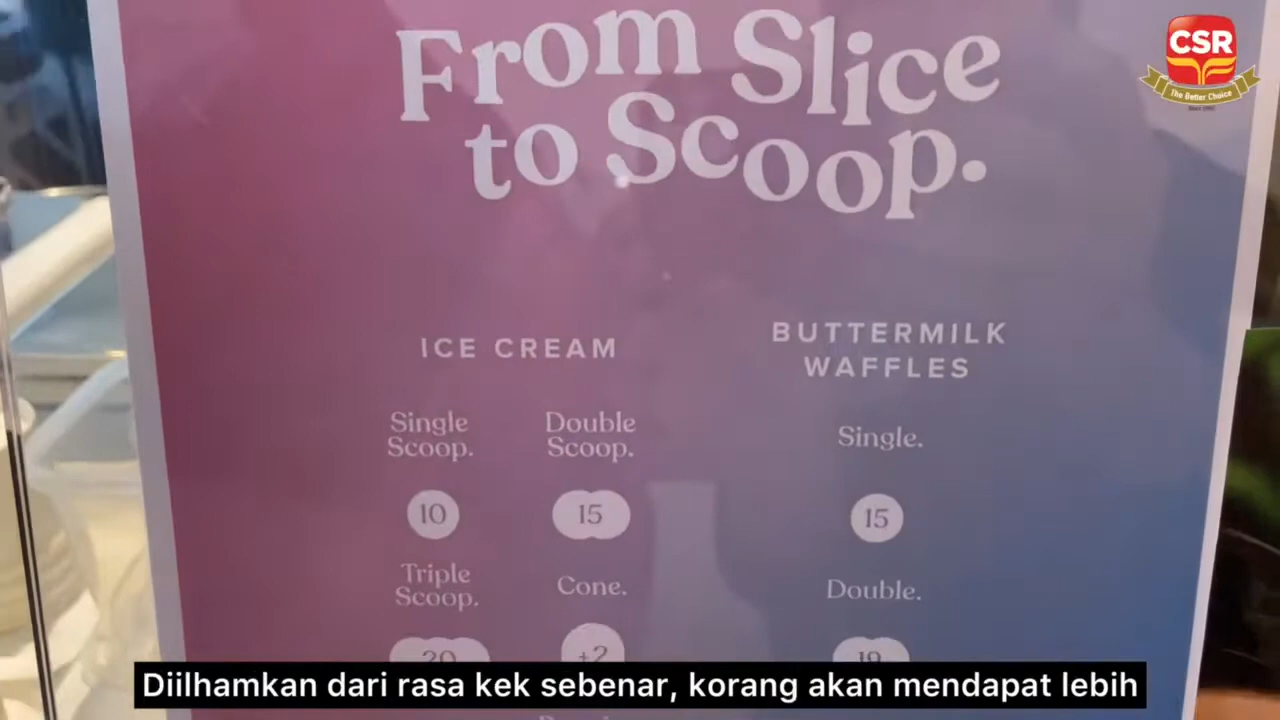 From Slice
to Scoop.
CSR
The Better Choice
ICE CREAM
Single
Scoop.
10
Double
Scoop.
15
Triple
Scoop.
20
Cone.
+2
BUTTERMILK
WAFFLES
Single.
15
Double.
19
Diilhamkan dari rasa kek sebenar, korang akan mendapat lebih